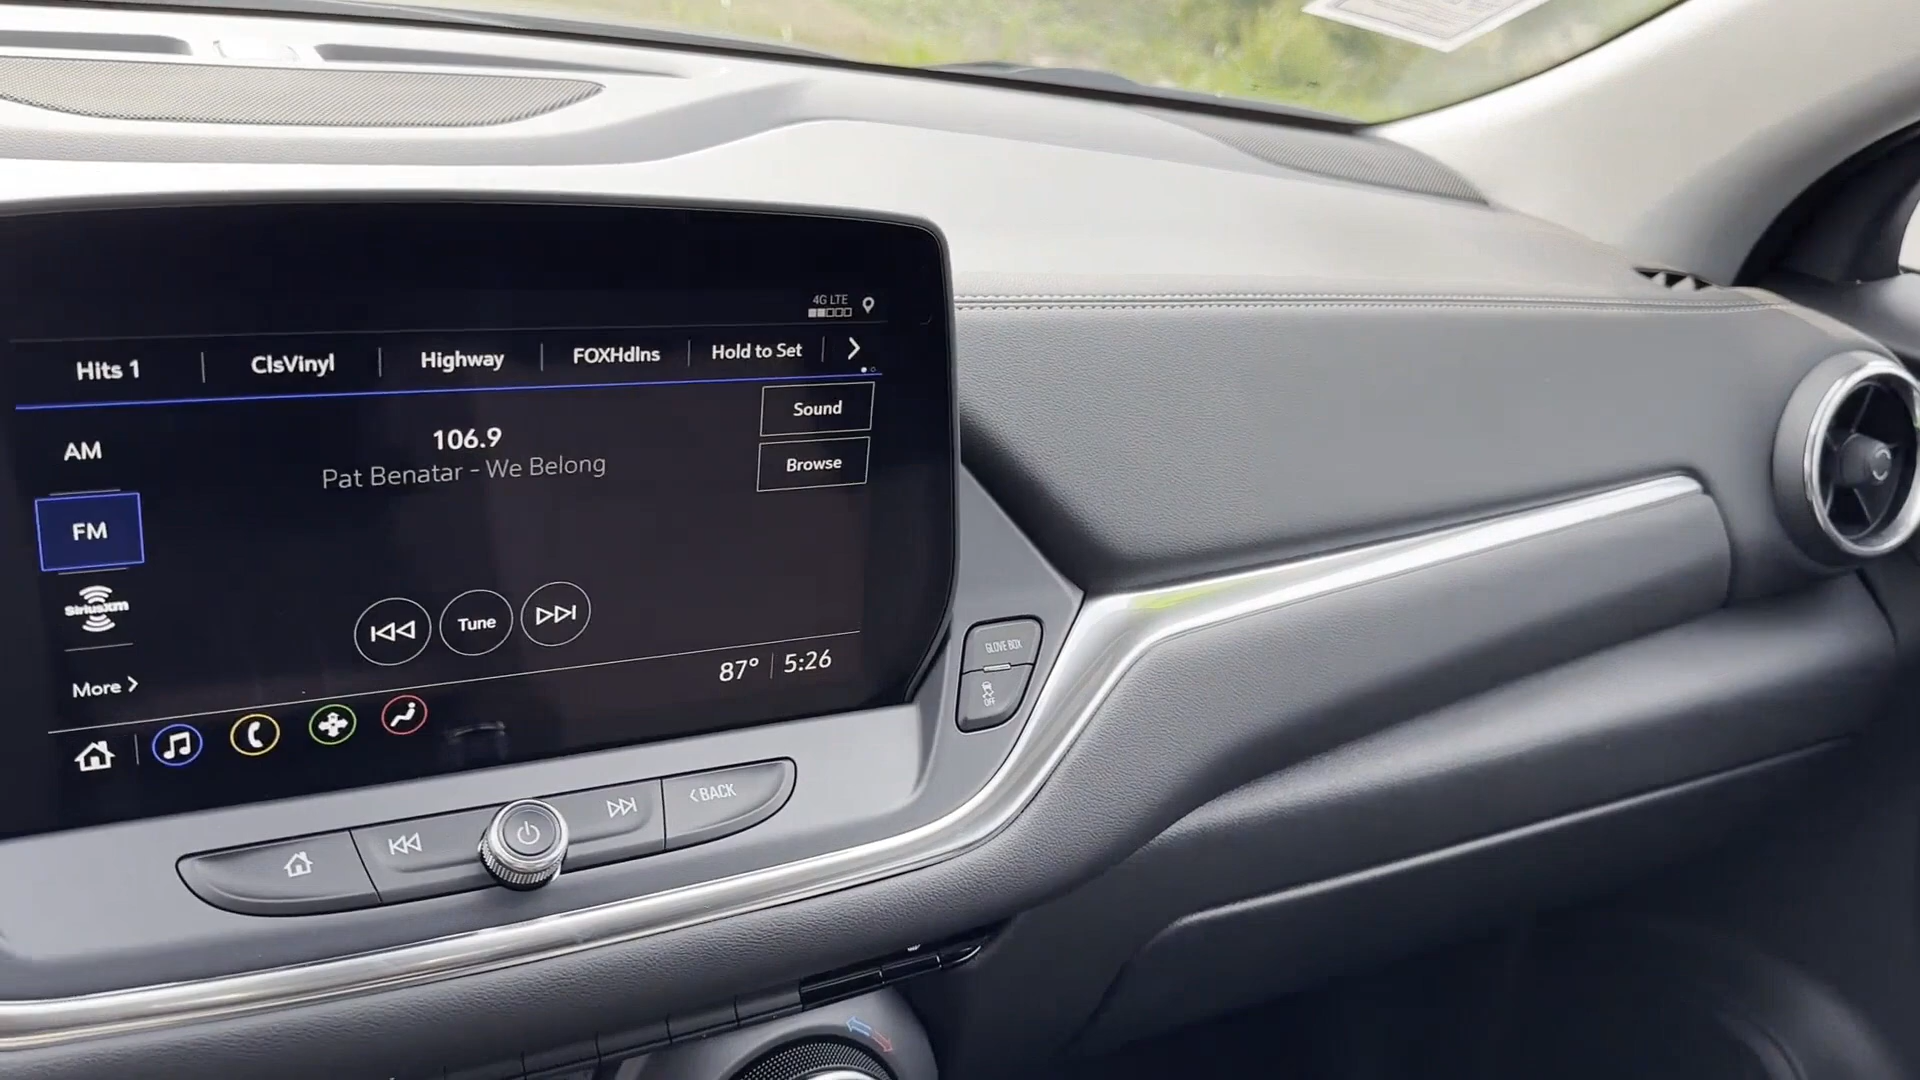 4G LTE
Hits 1
ClsVinyl
Highway
FOXHdlns
Hold to Set
Sound
AM
106.9
Pat Benatar - We Belong
Browse
FM
SiriusXM
Tune
More
87° 5:26
GLOVE BOX
OFF
BACK